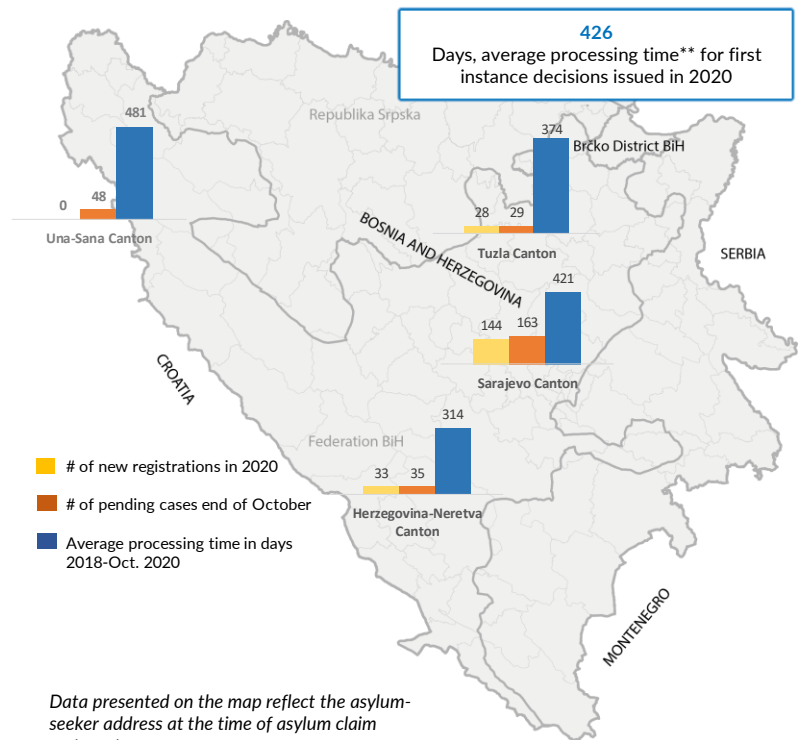 426
Days, average processing time** for first
instance decisions issued in 2020
Republika Srpska
481
48
0
Una-Sana Canton
374
Brčko District BiH
28
29
Tuzla Canton
BOSNIA AND HERZEGOVINA
SERBIA
421
144
163
Sarajevo Canton
CROATIA
314
Federation BiH
33
35
Herzegovina-Neretva
Canton
# of new registrations in 2020
# of pending cases end of October
Average processing time in days
2018-Oct. 2020
MONTENEGRO
Data presented on the map reflect the asylum-
seeker address at the time of asylum claim